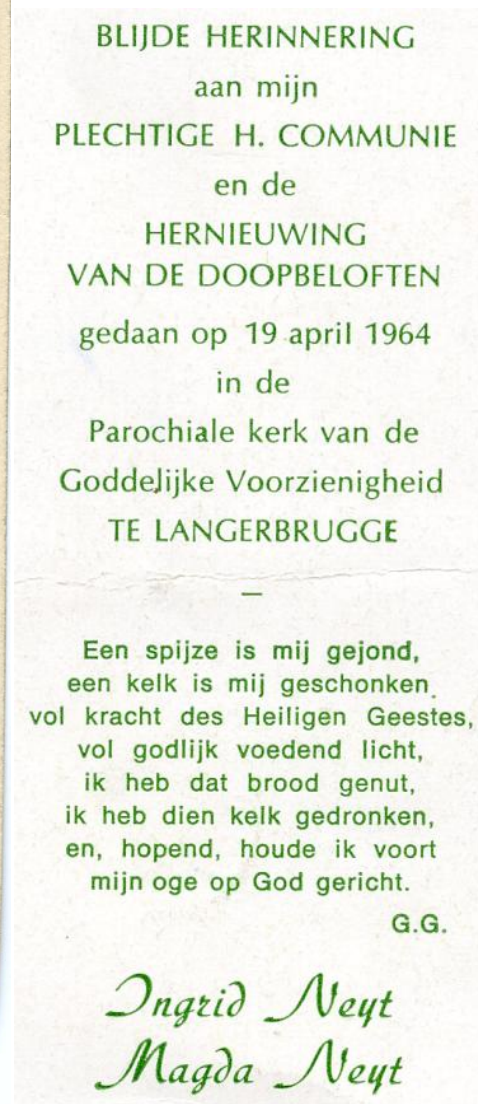 BLIJDE HERINNERING
aan mijn
PLECHTIGE H. COMMUNIE
en de
HERNIEUWING
VAN DE DOOPBELOFTEN
gedaan op 19 april 1964
in de
Parochiale kerk van de
Goddelijke Voorzienigheid
TE LANGERBRUGGE
—
Een spijze is mij gejond,
een kelk is mij geschonken
vol kracht des Heiligen Geestes,
vol godlijk voedend licht,
ik heb dat brood genut,
ik heb dien kelk gedronken,
en, hopend, houde ik voort
mijn oge op God gericht.
G.G.
Ingrid Neyt
Magda Neyt